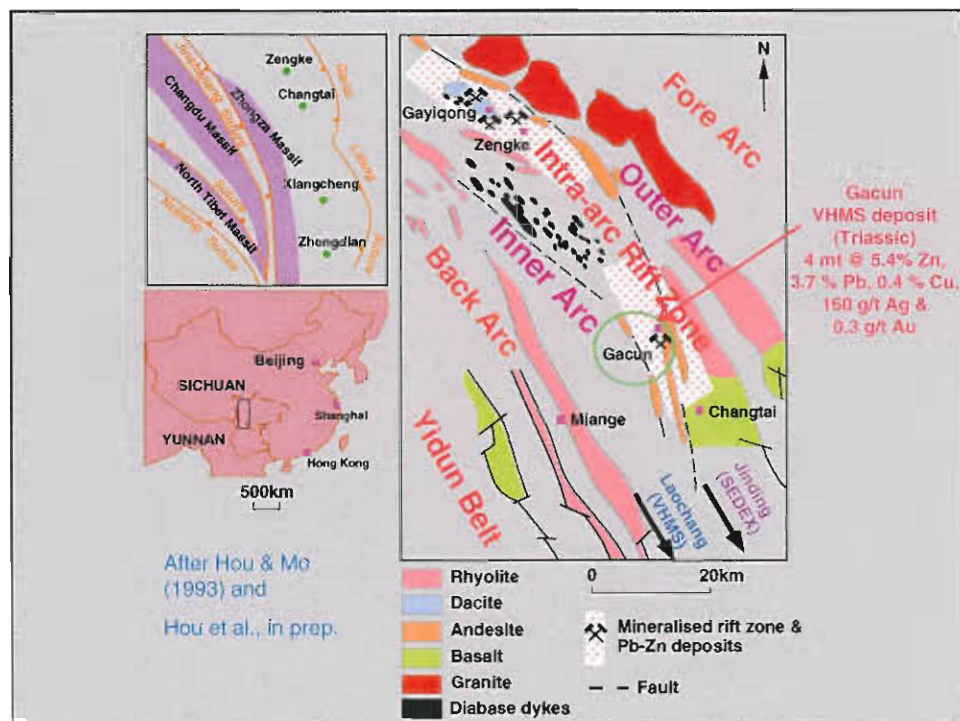 Zengke
Changtai
Changdu Massif
Zhongza Massif
North Tibet Massif
Xiangcheng
Zhongdian
Beijing
SICHUAN
Shanghai
YUNNAN
Hong Kong
500km
After Hou & Mo
(1993) and
Hou et al., in prep.
N
Fore Arc
Gayiqong
Zengke
Intra-arc Rift Zone
Outer Arc
Inner Arc
Back Arc
Gacun
Miange
Changtai
Yidun Belt
Laochang
(VHMS)
Jinding
(SEDEX)
Gacun
VHMS deposit
(Triassic)
4 mt @ 5.4% Zn,
3.7 % Pb, 0.4 % Cu,
160 g/t Ag &
0.3 g/t Au
0 20km
Rhyolite
Dacite
Andesite
Basalt
Granite
Diabase dykes
Mineralised rift zone &
Pb-Zn deposits
Fault